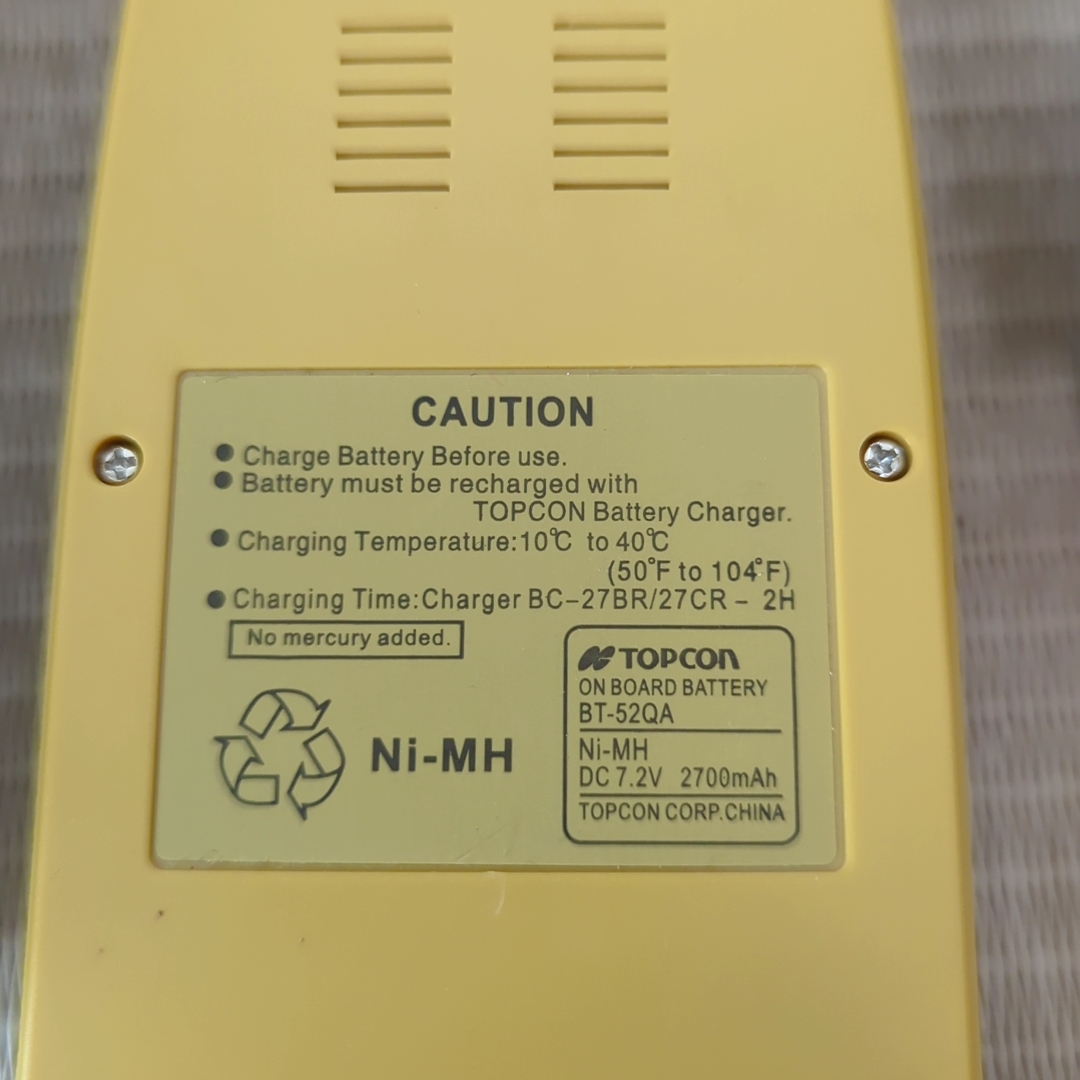 CAUTION
● Charge Battery Before use.
● Battery must be recharged with
TOPCON Battery Charger.
● Charging Temperature:10℃ to 40℃
(50°F to 104°F)
● Charging Time:Charger BC-27BR/27CR - 2H
No mercury added.
Ni-MH
TOPCON
ON BOARD BATTERY
BT-52QA
Ni-MH
DC 7.2V 2700mAh
TOPCON CORP.CHINA